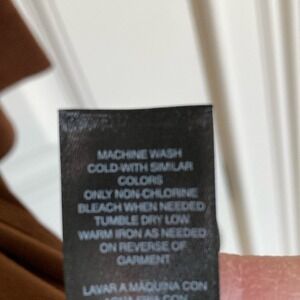 MACHINE WASH
COLD-WITH SIMILAR
COLORS
ONLY NON-CHLORINE
BLEACH WHEN NEEDED
TUMBLE DRY LOW
WARM IRON AS NEEDED
ON REVERSE OF
GARMENT
LAVAR A MAQUINA CON